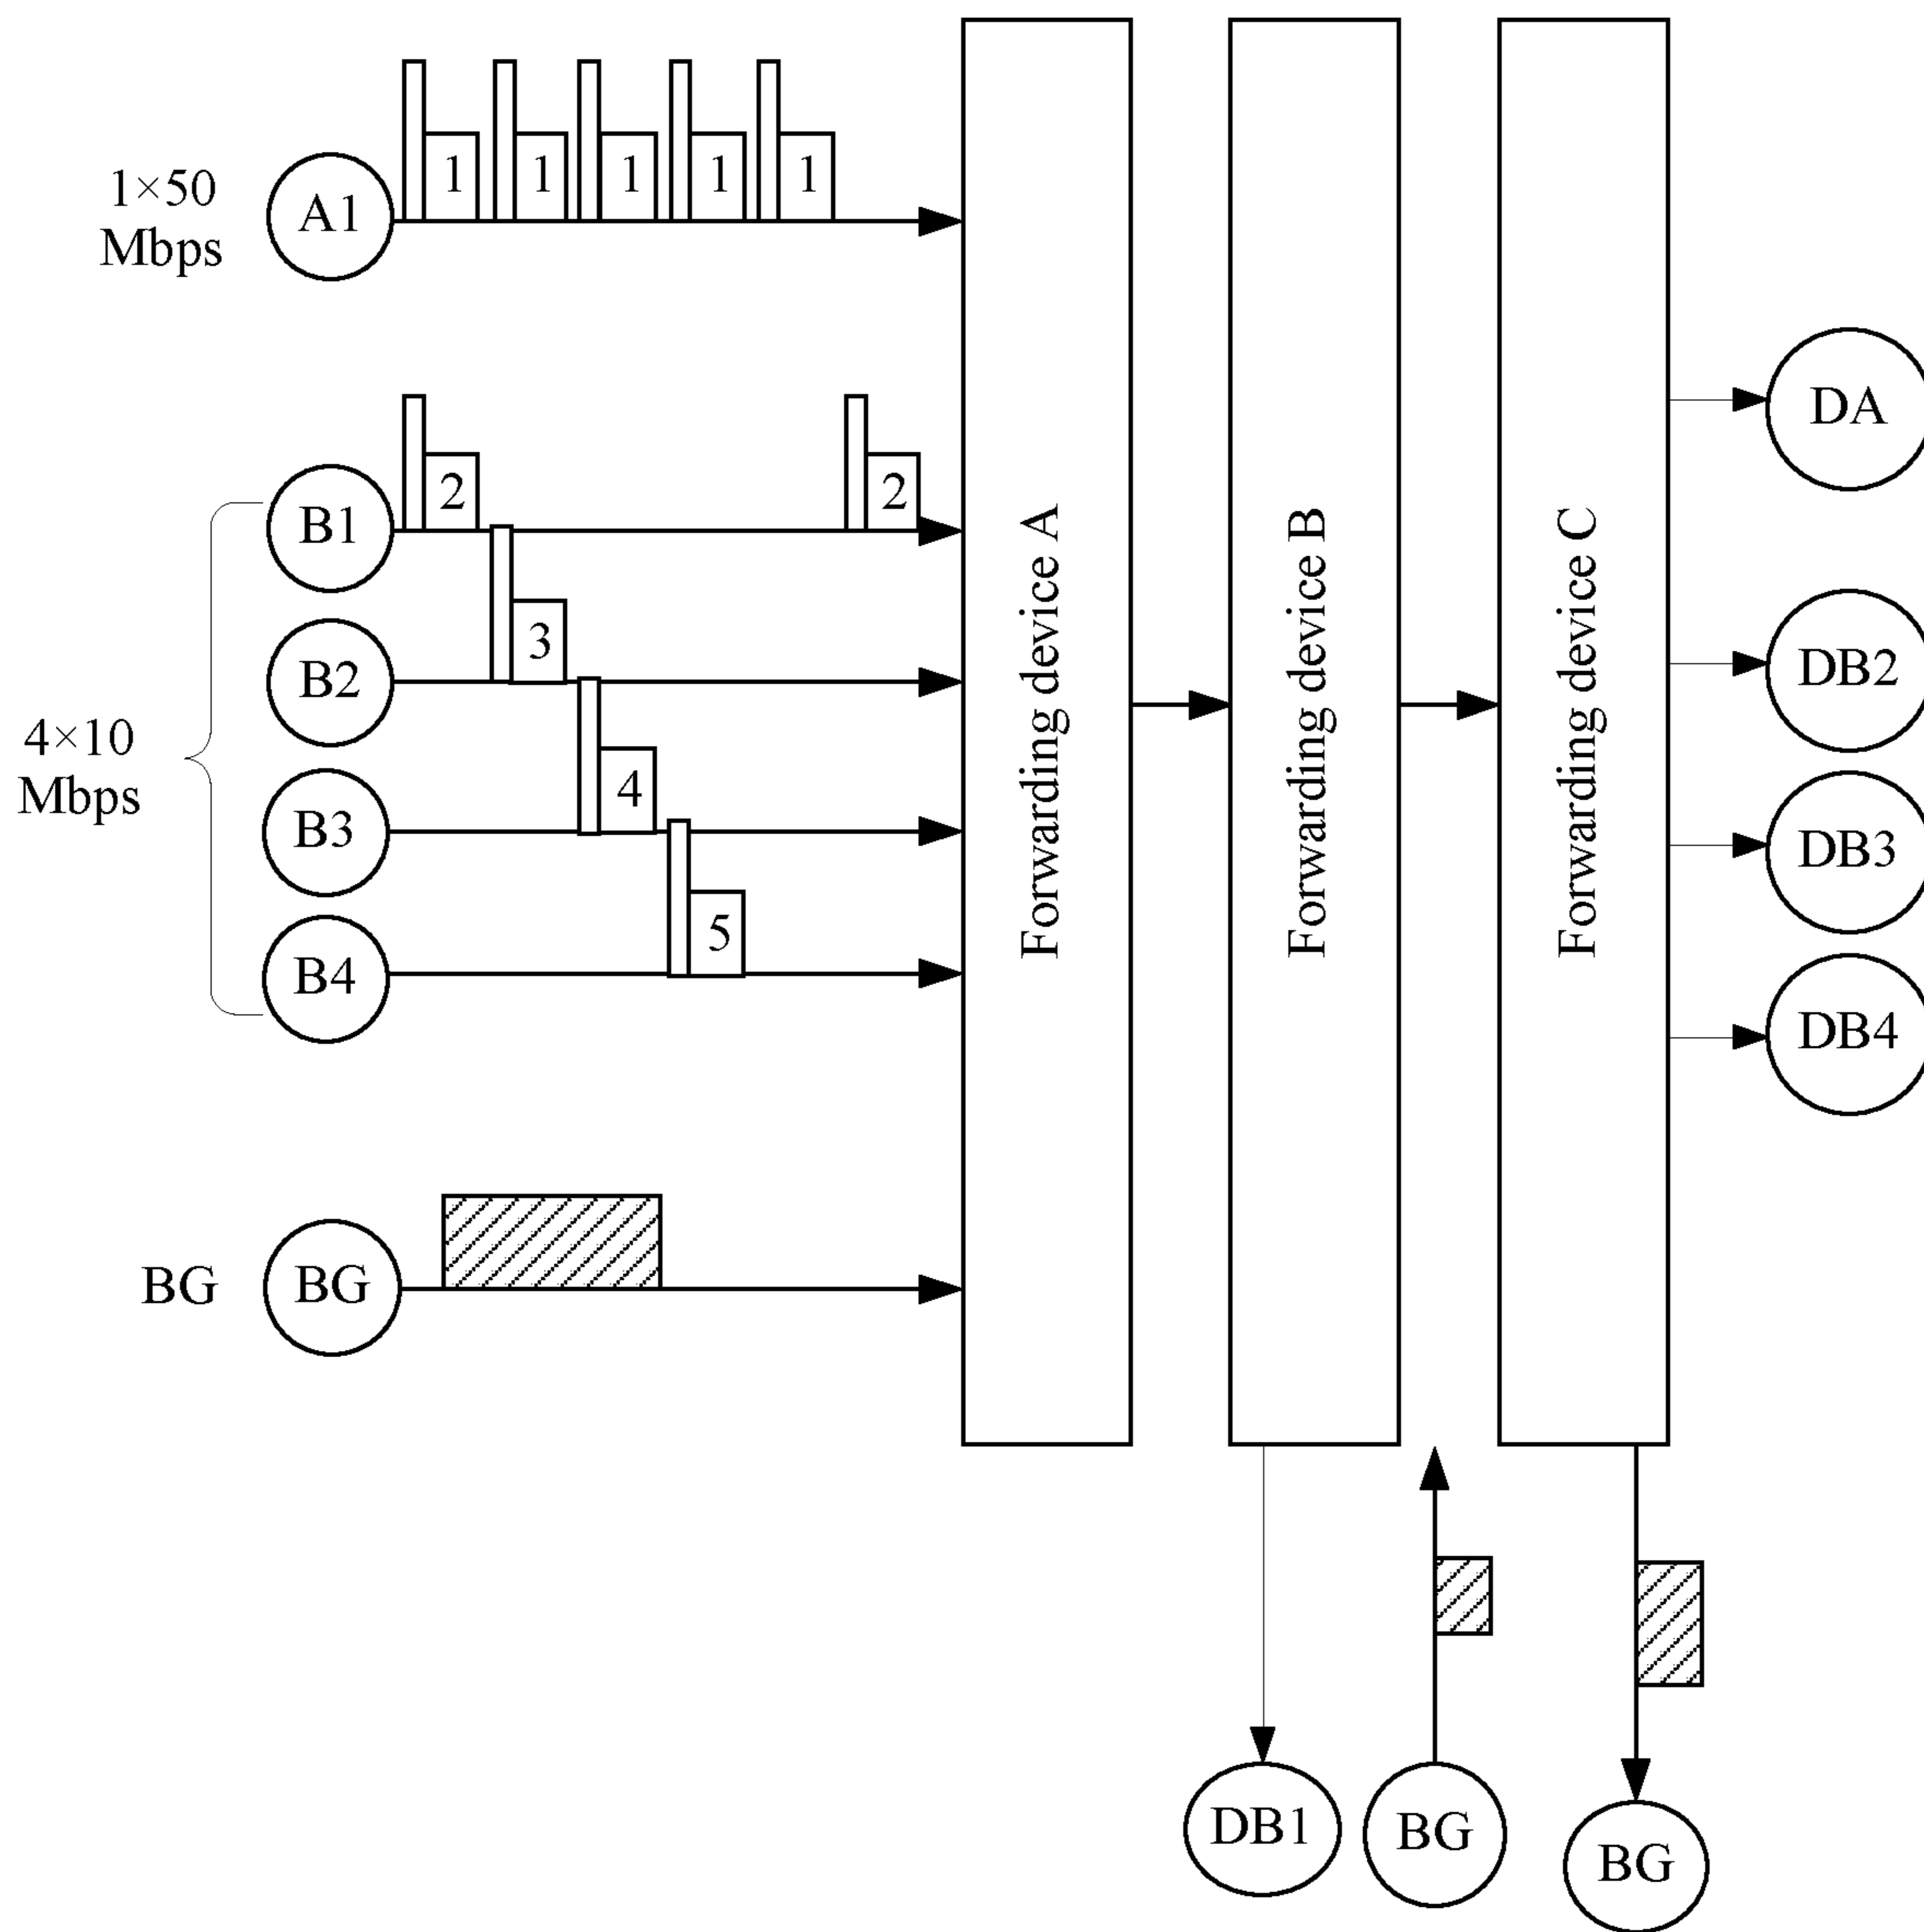 1×50
Mbps
A1
1
1
1
1
1
4×10
Mbps
B1
2
2
B2
3
B3
4
B4
5
BG
BG
Forwarding device A
Forwarding device B
Forwarding device C
DA
DB2
DB3
DB4
DB1
BG
BG